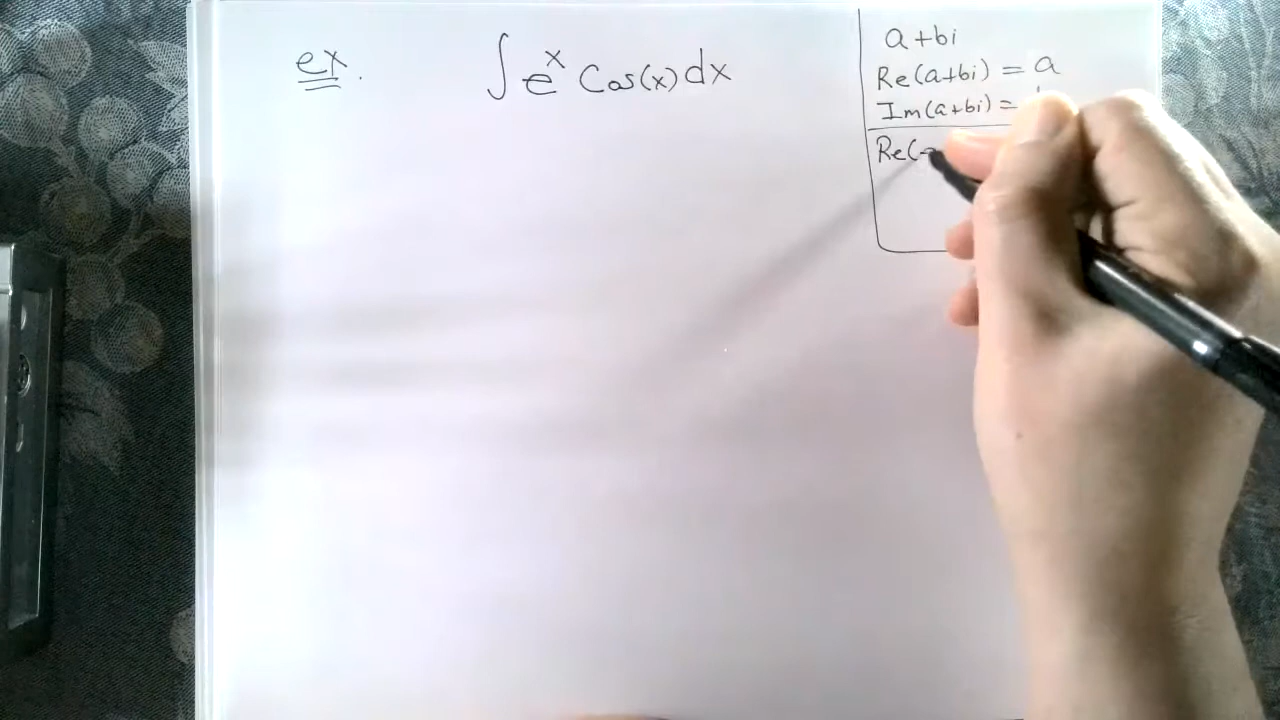 ex.
∫ e^x Cos(x) dx
a+bi
Re(a+bi) = a
Im(a+bi) =
Re(